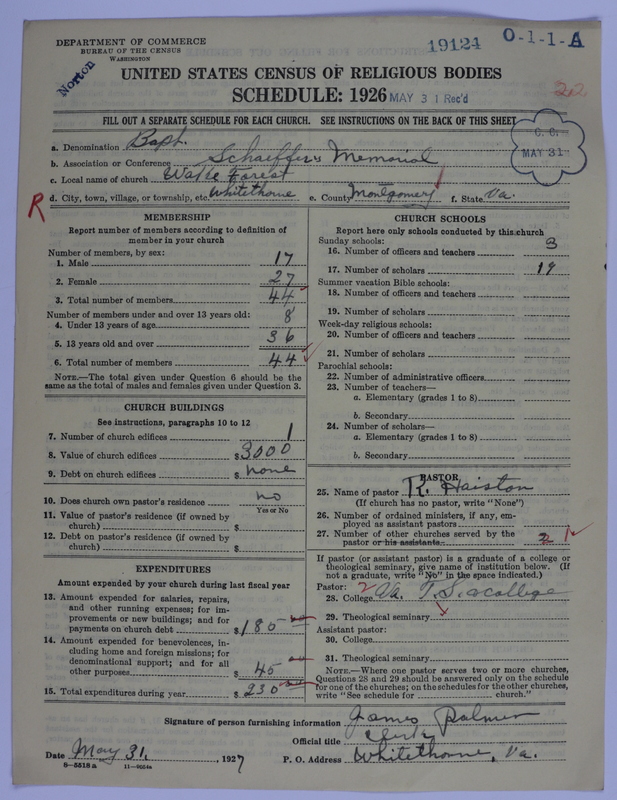 DEPARTMENT OF COMMERCE
BUREAU OF THE CENSUS
WASHINGTON
Norton
19124
O-1-1-A
UNITED STATES CENSUS OF RELIGIOUS BODIES
SCHEDULE: 1926
MAY 31 Rec'd
22
FILL OUT A SEPARATE SCHEDULE FOR EACH CHURCH. SEE INSTRUCTIONS ON THE BACK OF THIS SHEET
C. C.
MAY 31
a. Denomination Bapt.
b. Association or Conference Schaeffer's Memorial
c. Local name of church Wake Forest
R
d. City, town, village, or township, etc. Whitethorne e. County Montgomery f. State Va.
MEMBERSHIP
Report number of members according to definition of
member in your church
Number of members, by sex:
1. Male 17
2. Female 27
3. Total number of members 44
Number of members under and over 13 years old:
4. Under 13 years of age 8
5. 13 years old and over 36
6. Total number of members 44
NOTE.—The total given under Question 6 should be the
same as the total of males and females given under Question 3.
CHURCH BUILDINGS
See instructions, paragraphs 10 to 12
7. Number of church edifices 1
8. Value of church edifices $3000
9. Debt on church edifices $ none
10. Does church own pastor's residence no
Yes or No
11. Value of pastor's residence (if owned by
church) $
12. Debt on pastor's residence (if owned by
church) $
EXPENDITURES
Amount expended by your church during last fiscal year
13. Amount expended for salaries, repairs,
and other running expenses; for im-
provements or new buildings; and for
payments on church debt $180
14. Amount expended for benevolences, in-
cluding home and foreign missions; for
denominational support; and for all
other purposes $ 45
15. Total expenditures during year $ 230
CHURCH SCHOOLS
Report here only schools conducted by this church
Sunday schools:
16. Number of officers and teachers 3
17. Number of scholars 19
Summer vacation Bible schools:
18. Number of officers and teachers
19. Number of scholars
Week-day religious schools:
20. Number of officers and teachers
21. Number of scholars
Parochial schools:
22. Number of administrative officers
23. Number of teachers—
a. Elementary (grades 1 to 8)
b. Secondary
24. Number of scholars—
a. Elementary (grades 1 to 8)
b. Secondary
PASTOR
25. Name of pastor R. Hairston
(If church has no pastor, write "None")
26. Number of ordained ministers, if any, em-
ployed as assistant pastors
27. Number of other churches served by the
pastor or his assistants 2
If pastor (or assistant pastor) is a graduate of a college or
theological seminary, give name of institution below. (If
not a graduate, write "No" in the space indicated.)
Pastor:
28. College Va. T. S. & college
29. Theological seminary
Assistant pastor:
30. College
31. Theological seminary
NOTE.—Where one pastor serves two or more churches,
Questions 28 and 29 should be answered only on the schedule
for one of the churches; on the schedules for the other churches,
write "See schedule for church."
Signature of person furnishing information James Palmer
Official title Clerk
Date May 31, 1927 P. O. Address Whitethorne, Va.
8-5518a 11-9654a